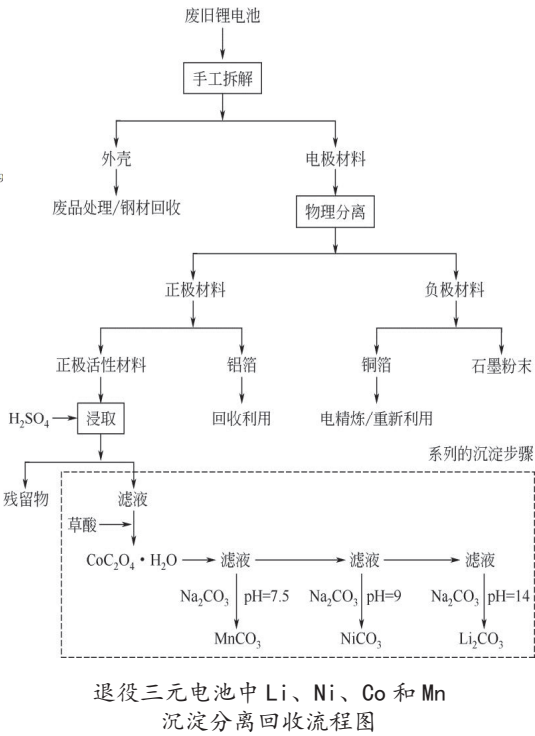 废旧锂电池
手工拆解
外壳
电极材料
废品处理/钢材回收
物理分离
正极材料
负极材料
正极活性材料
铝箔
铜箔
石墨粉末
H₂SO₄
浸取
回收利用
电精炼/重新利用
系列的沉淀步骤
残留物
滤液
草酸
CoC₂O₄・H₂O
滤液
滤液
滤液
Na₂CO₃ pH=7.5
Na₂CO₃ pH=9
Na₂CO₃ pH=14
MnCO₃
NiCO₃
Li₂CO₃
退役三元电池中 Li、Ni、Co 和 Mn
沉淀分离回收流程图